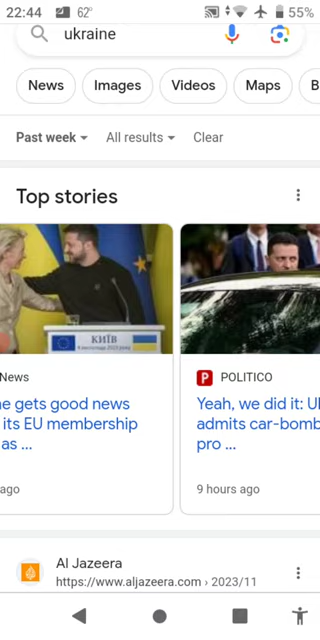 22:44
62°
55%
ukraine
News
Images
Videos
Maps
B
Past week
All results
Clear
Top stories
КИЇВ
News
e gets good news
its EU membership
as ...
ago
P
POLITICO
Yeah, we did it: U
admits car-bomb
pro ...
9 hours ago
Al Jazeera
https://www.aljazeera.com › 2023/11